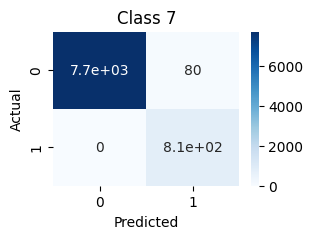 Class 7
Actual
0
7.7e+03
80
1
0
8.1e+02
0
1
Predicted
6000
4000
2000
0